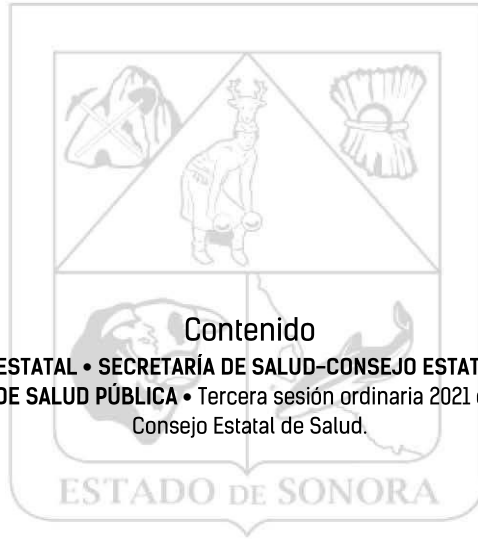 Contenido
ESTATAL • SECRETARÍA DE SALUD-CONSEJO
DE SALUD PÚBLICA • Tercera sesión ordinaria 2021
Consejo Estatal de Salud.
ESTADO DE SONORA